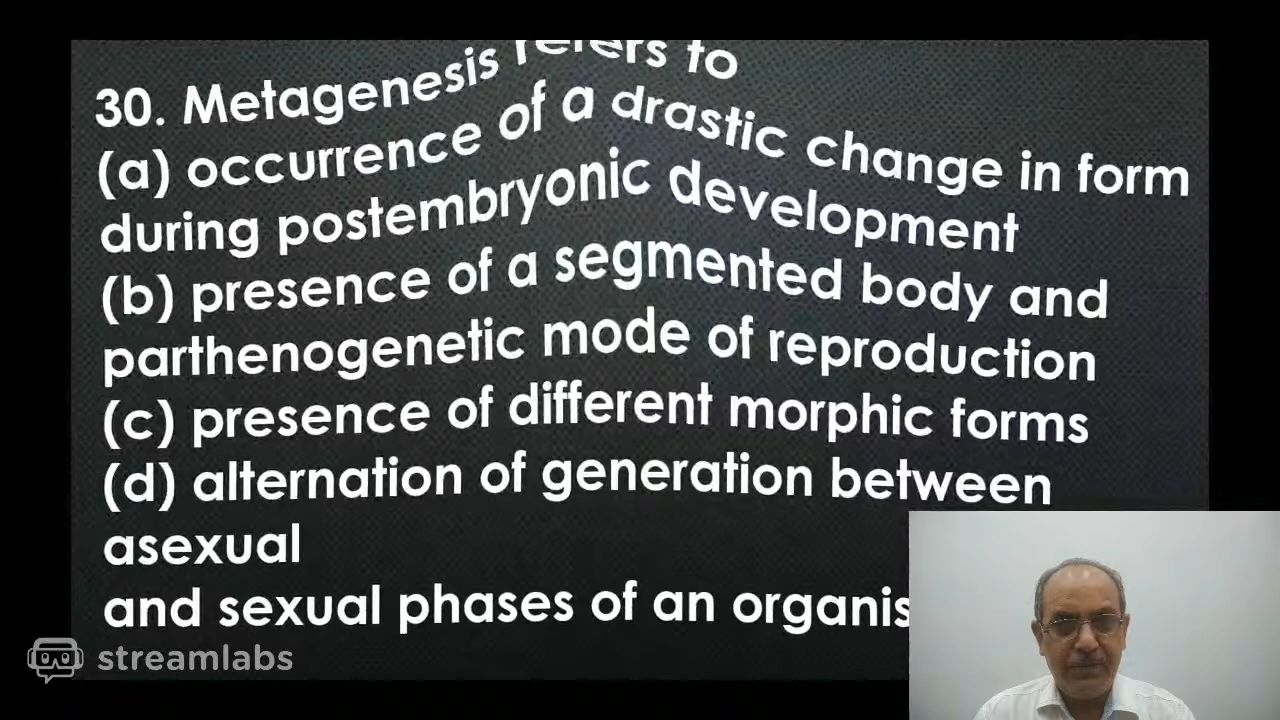 30. Metagenesis refers to
(a) occurrence of a drastic change in form
during postembryonic development
(b) presence of a segmented body and
parthenogenetic mode of reproduction
(c) presence of different morphic forms
(d) alternation of generation between
asexual
and sexual phases of an organis
streamlabs